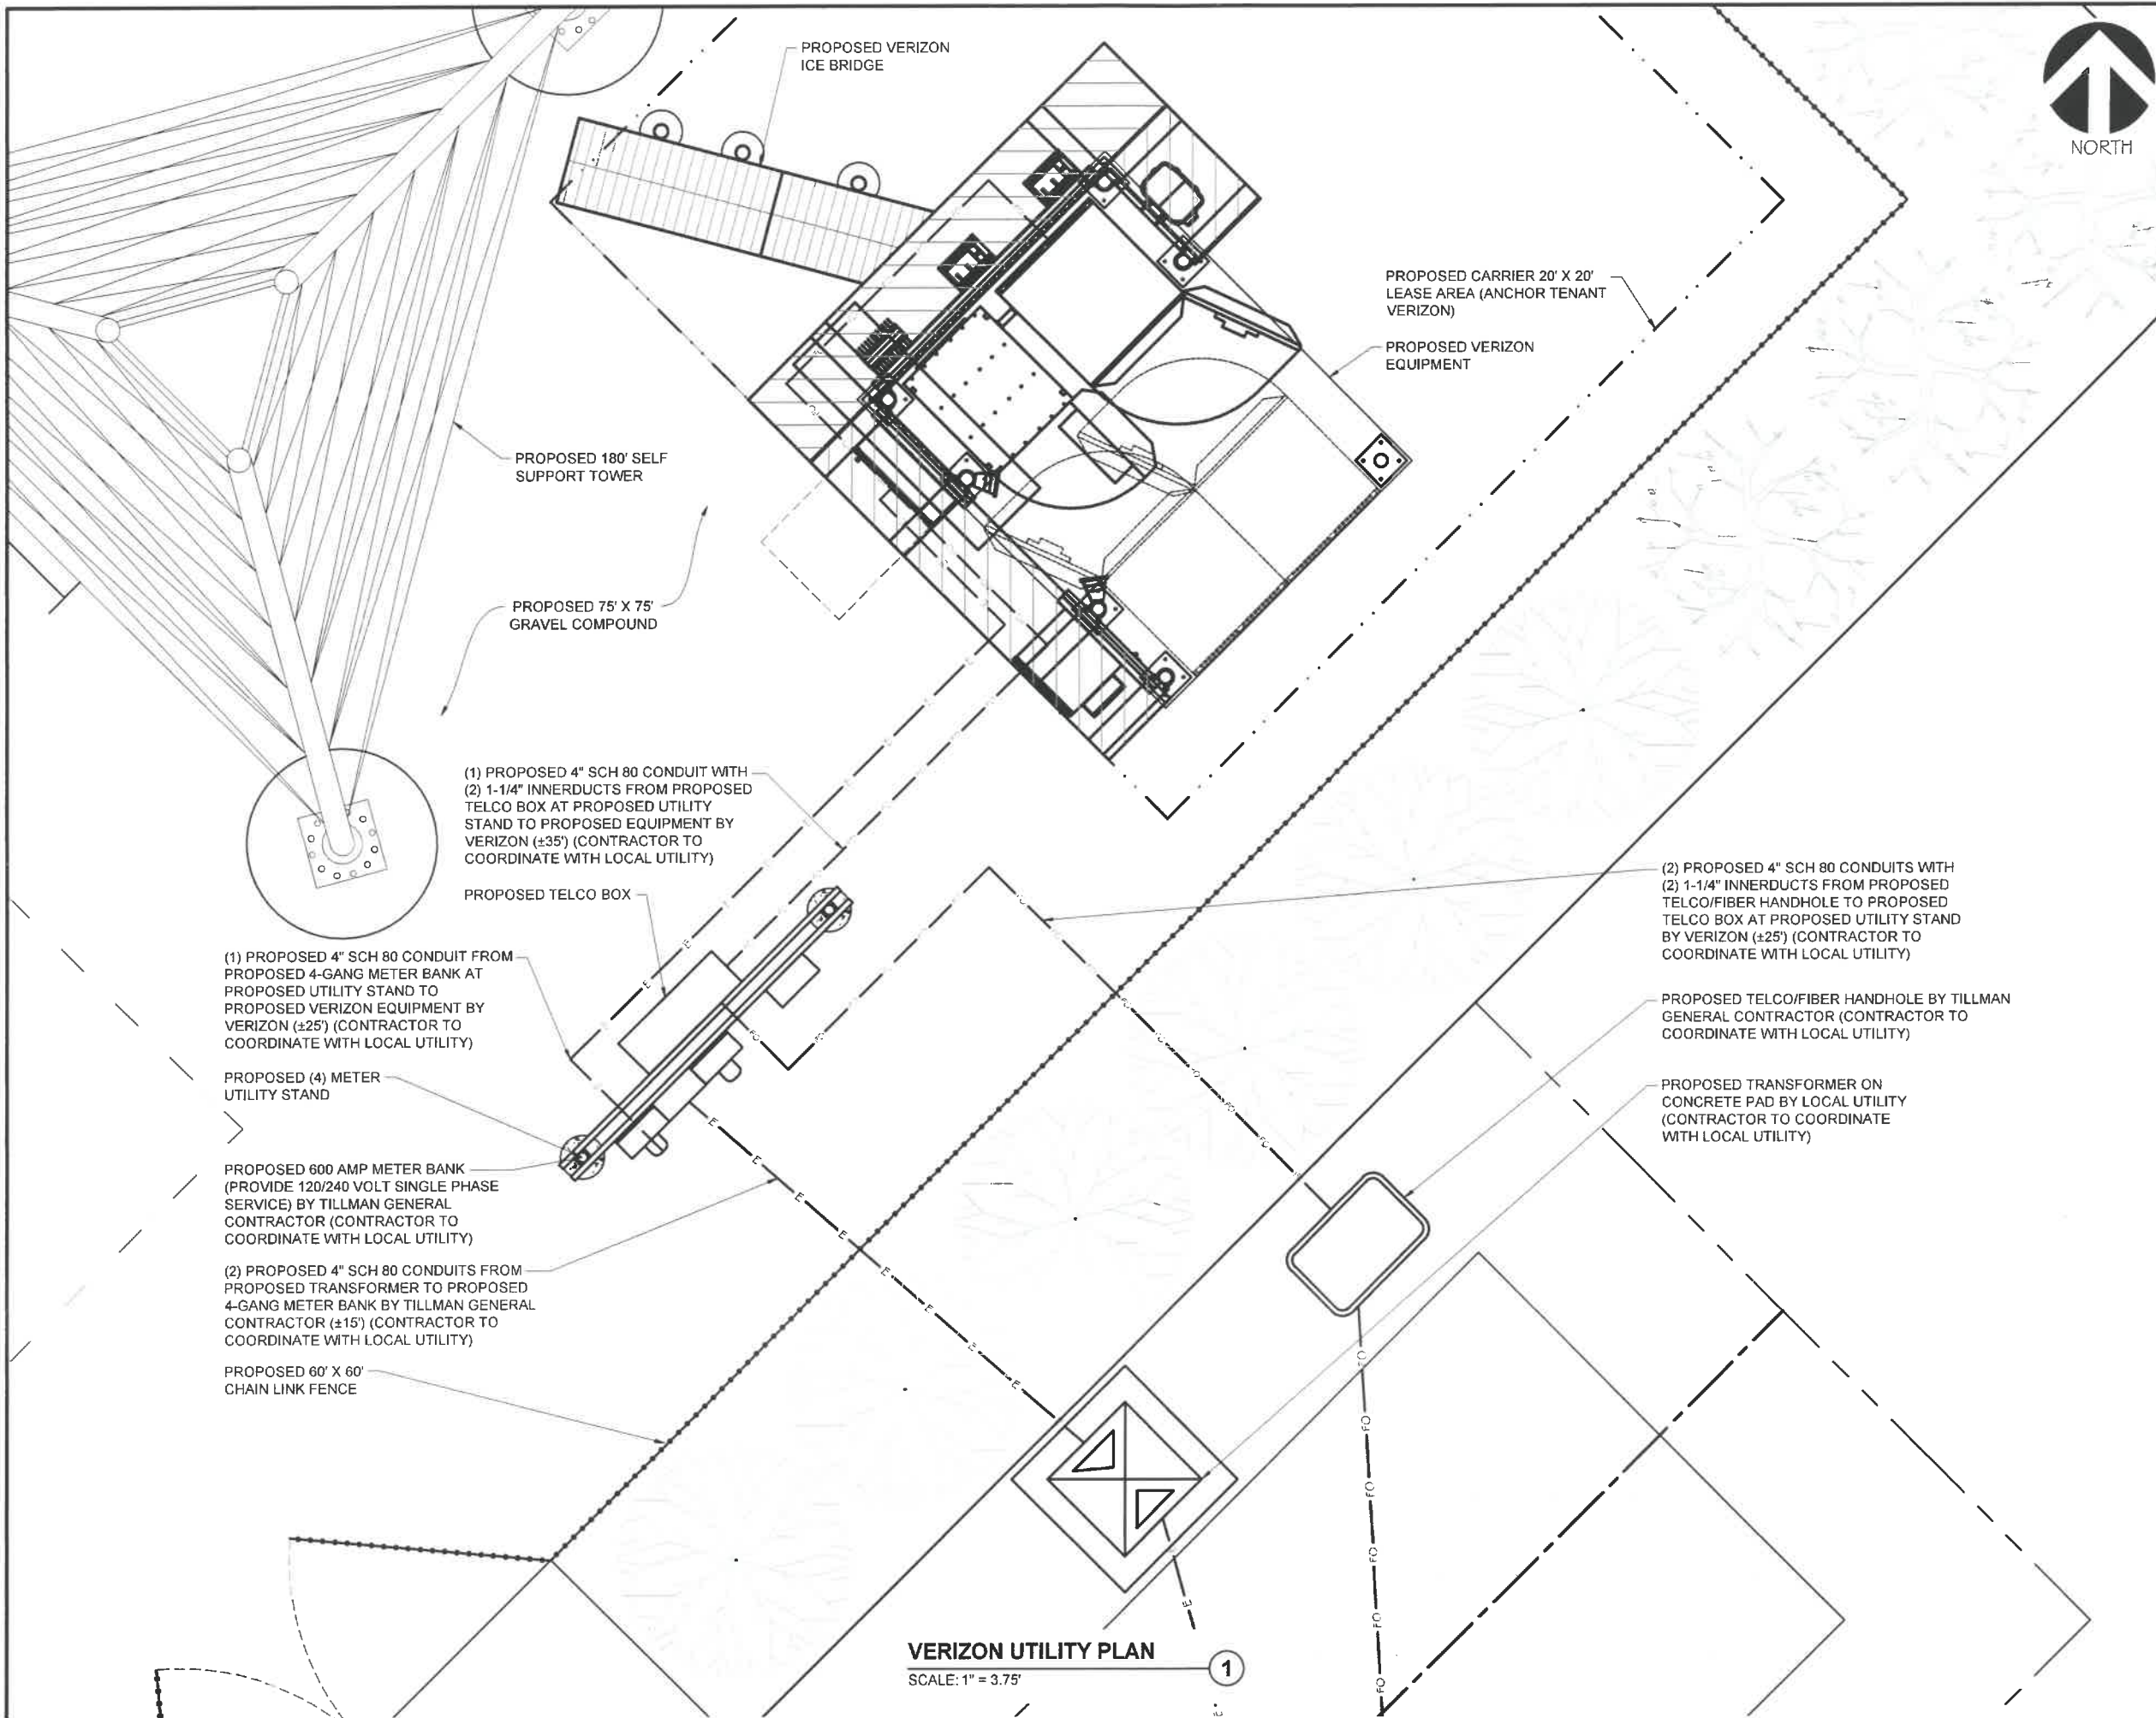 PROPOSED VERIZON
ICE BRIDGE
NORTH
PROPOSED CARRIER 20' X 20'
LEASE AREA (ANCHOR TENANT
VERIZON)
PROPOSED VERIZON
EQUIPMENT
PROPOSED 180' SELF
SUPPORT TOWER
PROPOSED 75' X 75'
GRAVEL COMPOUND
(1) PROPOSED 4" SCH 80 CONDUIT WITH
(2) 1-1/4" INNERDUCTS FROM PROPOSED
TELCO BOX AT PROPOSED UTILITY
STAND TO PROPOSED EQUIPMENT BY
VERIZON (±35') (CONTRACTOR TO
COORDINATE WITH LOCAL UTILITY)
PROPOSED TELCO BOX
(1) PROPOSED 4" SCH 80 CONDUIT FROM
PROPOSED 4-GANG METER BANK AT
PROPOSED UTILITY STAND TO
PROPOSED VERIZON EQUIPMENT BY
VERIZON (±25') (CONTRACTOR TO
COORDINATE WITH LOCAL UTILITY)
PROPOSED (4) METER
UTILITY STAND
PROPOSED 600 AMP METER BANK
(PROVIDE 120/240 VOLT SINGLE PHASE
SERVICE) BY TILLMAN GENERAL
CONTRACTOR (CONTRACTOR TO
COORDINATE WITH LOCAL UTILITY)
(2) PROPOSED 4" SCH 80 CONDUITS FROM
PROPOSED TRANSFORMER TO PROPOSED
4-GANG METER BANK BY TILLMAN GENERAL
CONTRACTOR (±15') (CONTRACTOR TO
COORDINATE WITH LOCAL UTILITY)
PROPOSED 60' X 60'
CHAIN LINK FENCE
(2) PROPOSED 4" SCH 80 CONDUITS WITH
(2) 1-1/4" INNERDUCTS FROM PROPOSED
TELCO/FIBER HANDHOLE TO PROPOSED
TELCO BOX AT PROPOSED UTILITY STAND
BY VERIZON (±25') (CONTRACTOR TO
COORDINATE WITH LOCAL UTILITY)
PROPOSED TELCO/FIBER HANDHOLE BY TILLMAN
GENERAL CONTRACTOR (CONTRACTOR TO
COORDINATE WITH LOCAL UTILITY)
PROPOSED TRANSFORMER ON
CONCRETE PAD BY LOCAL UTILITY
(CONTRACTOR TO COORDINATE
WITH LOCAL UTILITY)
E
E
E
E
E
E
E
E
FO
FO
FO
FO
FO
FO
VERIZON UTILITY PLAN
SCALE: 1" = 3.75'
1